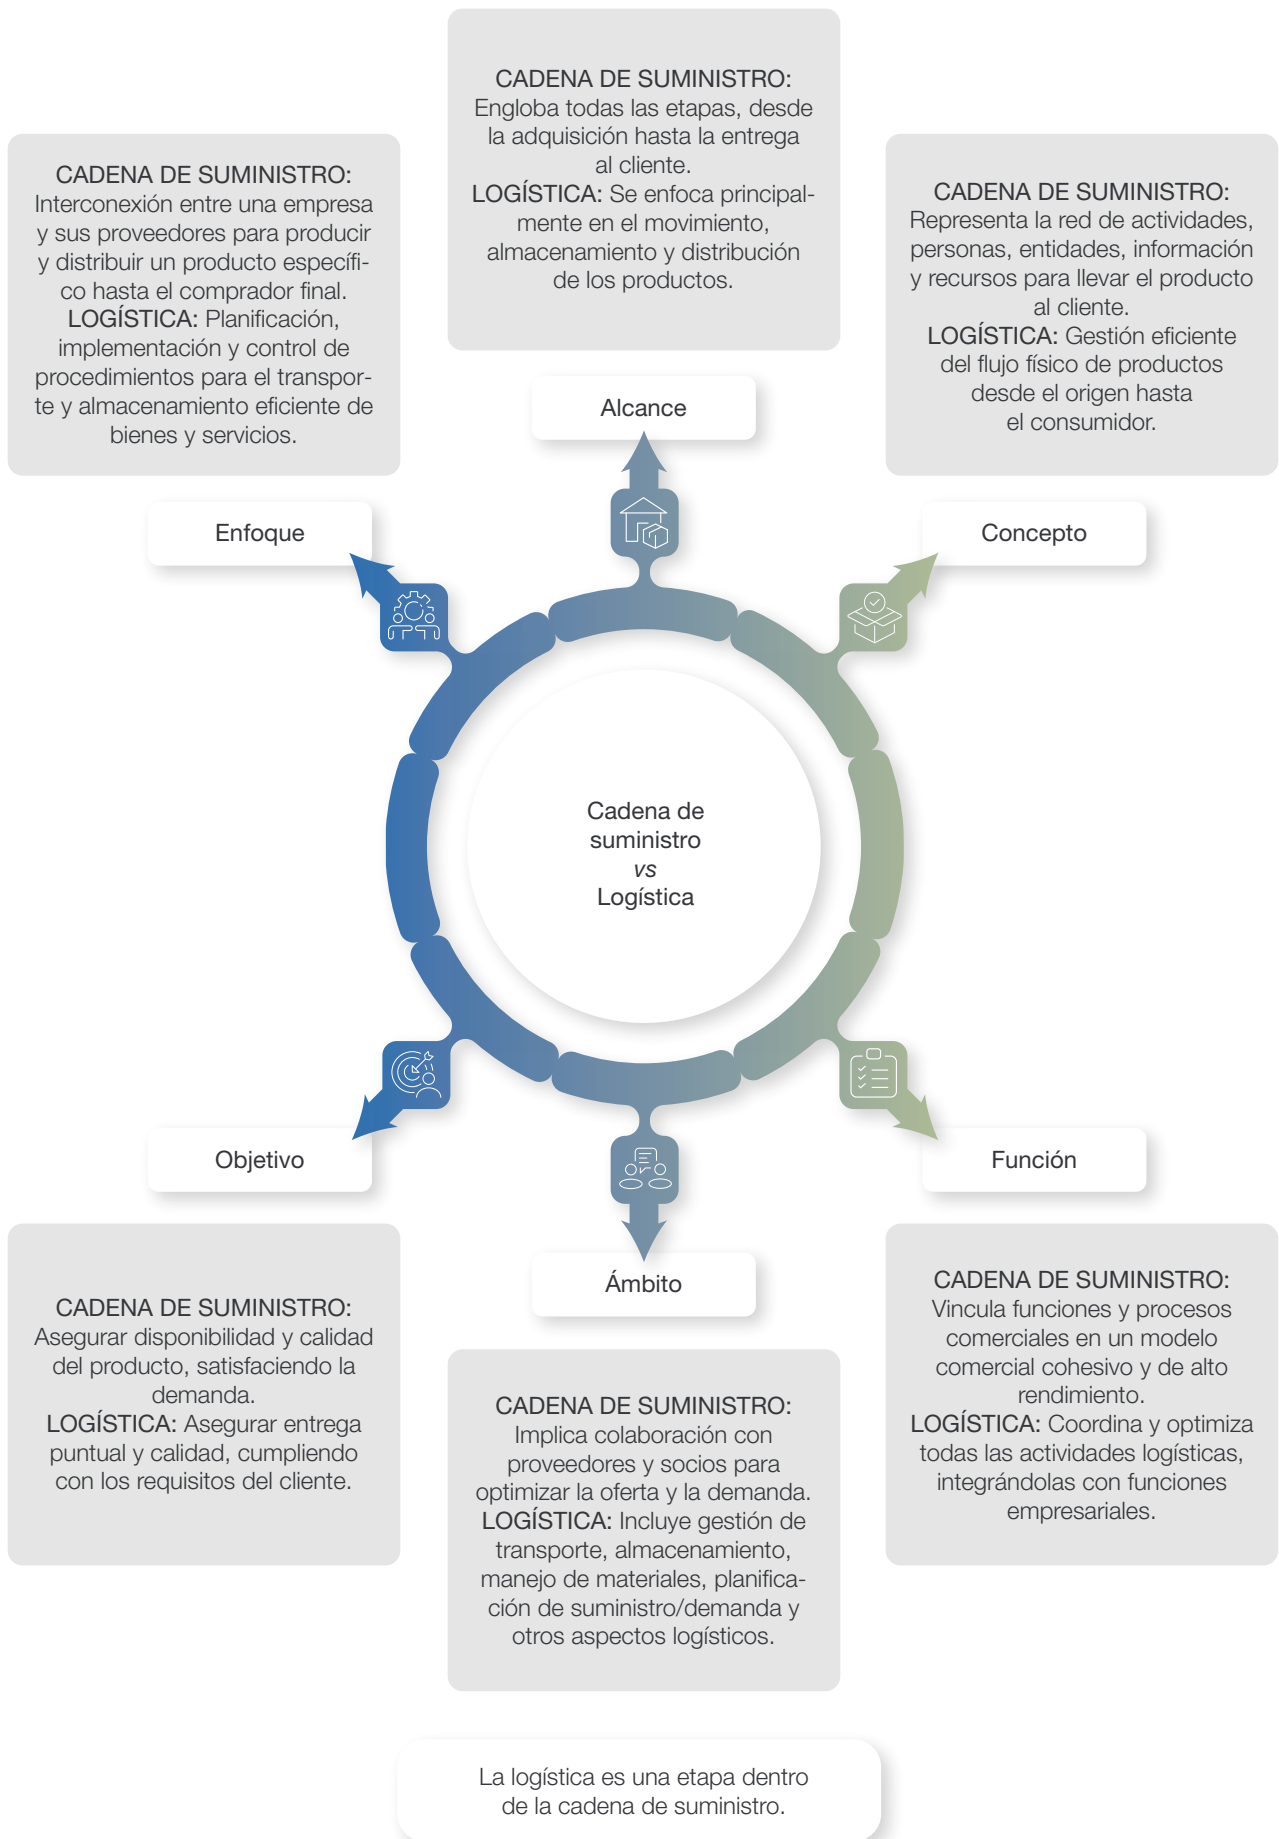 CADENA DE SUMINISTRO:
Engloba todas las etapas, desde
la adquisición hasta la entrega
al cliente.
LOGÍSTICA: Se enfoca principal-
mente en el movimiento,
almacenamiento y distribución
de los productos.
Alcance
CADENA DE SUMINISTRO:
Interconexión entre una empresa
y sus proveedores para producir
y distribuir un producto específi-
co hasta el comprador final.
LOGÍSTICA: Planificación,
implementación y control de
procedimientos para el transpor-
te y almacenamiento eficiente de
bienes y servicios.
Enfoque
CADENA DE SUMINISTRO:
Representa la red de actividades,
personas, entidades, información
y recursos para llevar el producto
al cliente.
LOGÍSTICA: Gestión eficiente
del flujo físico de productos
desde el origen hasta
el consumidor.
Concepto
Cadena de
suministro
vs
Logística
Objetivo
CADENA DE SUMINISTRO:
Asegurar disponibilidad y calidad
del producto, satisfaciendo la
demanda.
LOGÍSTICA: Asegurar entrega
puntual y calidad, cumpliendo
con los requisitos del cliente.
Ámbito
CADENA DE SUMINISTRO:
Implica colaboración con
proveedores y socios para
optimizar la oferta y la demanda.
LOGÍSTICA: Incluye gestión de
transporte, almacenamiento,
manejo de materiales, planifica-
ción de suministro/demanda y
otros aspectos logísticos.
Función
CADENA DE SUMINISTRO:
Vincula funciones y procesos
comerciales en un modelo
comercial cohesivo y de alto
rendimiento.
LOGÍSTICA: Coordina y optimiza
todas las actividades logísticas,
integrándolas con funciones
empresariales.
La logística es una etapa dentro
de la cadena de suministro.